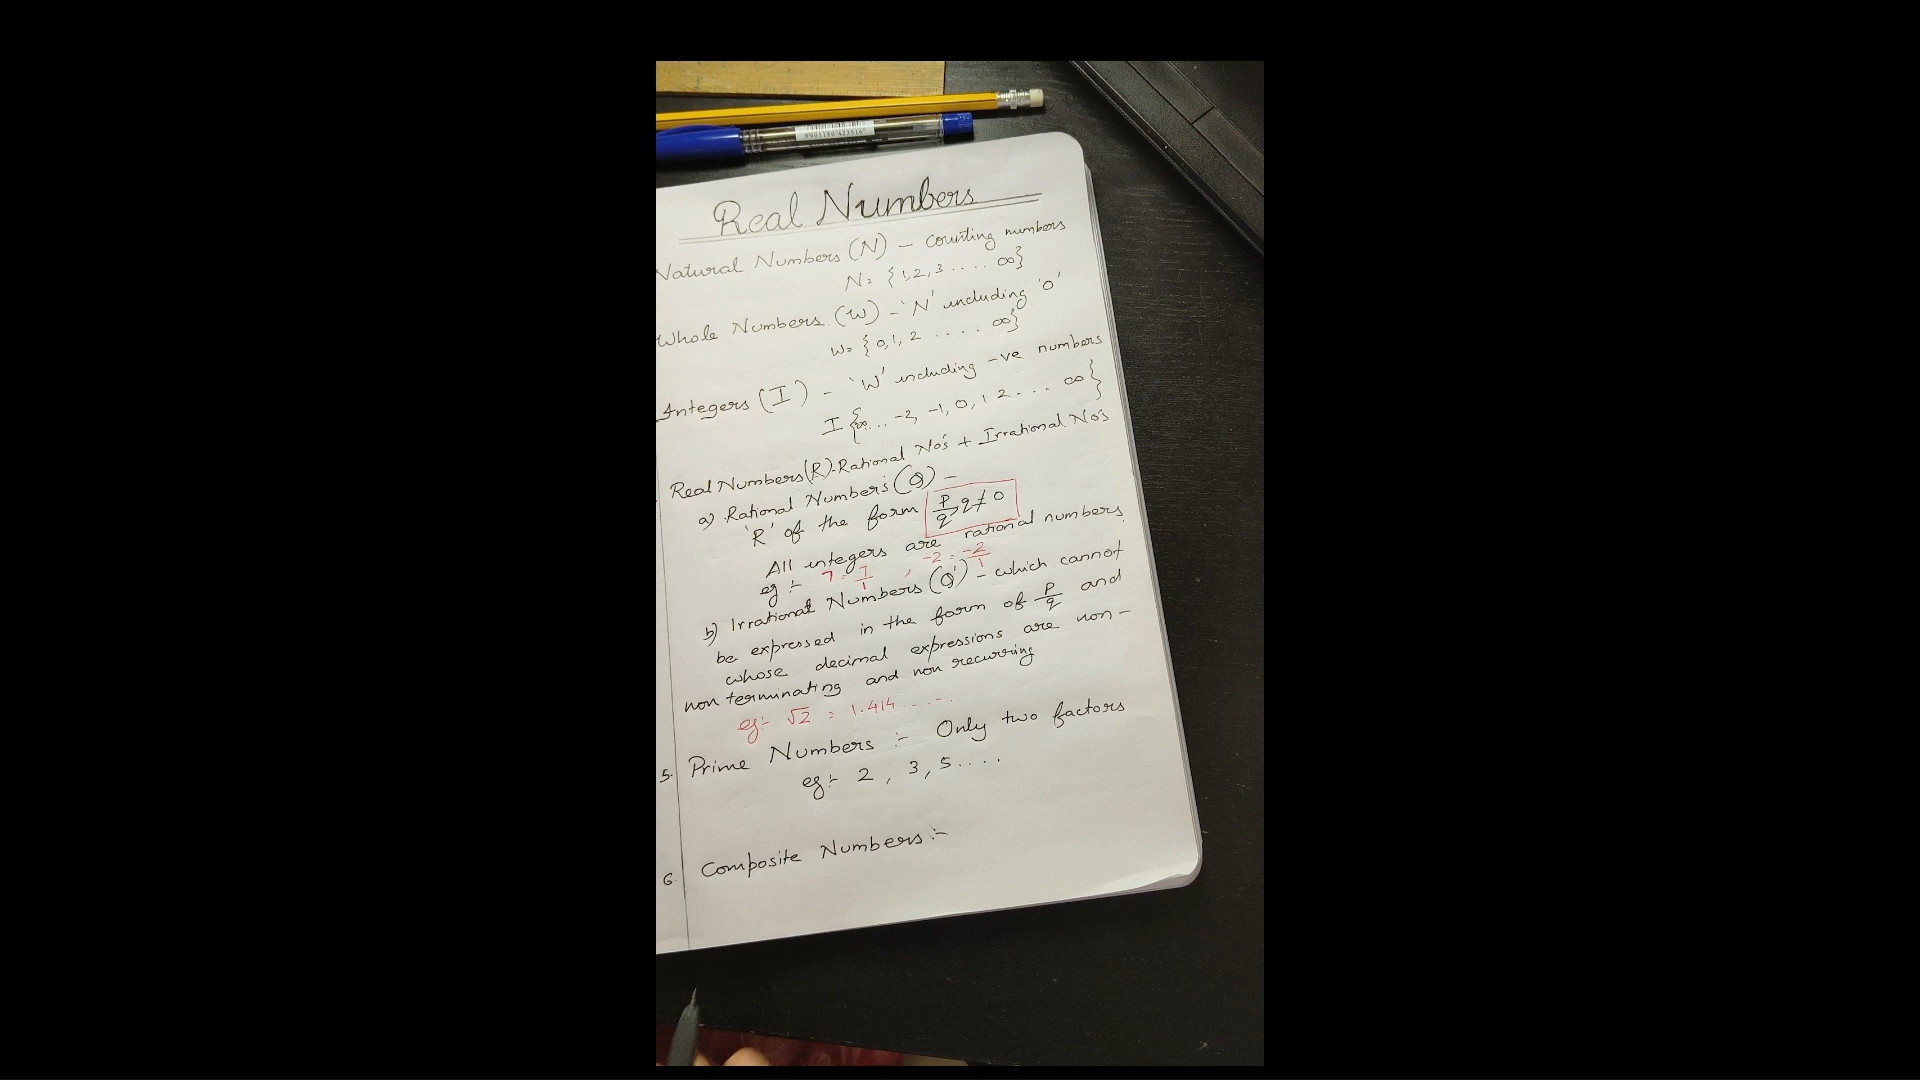 8901180423516
Real Numbers
Natural Numbers (N) - Counting numbers
N = {1, 2, 3 .... ∞}
Whole Numbers (W) - 'N' including '0'
W = {0, 1, 2 ..... ∞}
Integers (I) - 'W' including -ve numbers
I {∞... -2, -1, 0, 1 2.... ∞}
Real Numbers (R)-Rational No's + Irrational No's
a) Rational Numbers (Q) -
'R' of the form P/q, q≠0
All integers are rational numbers
eg :- 7 = 7/1 , -2 = -2/1
b) Irrational Numbers (Q') - which cannot
be expressed in the form of P/q and
whose decimal expressions are non-
non terminating and non recurring
eg:- √2 = 1.414.....
5. Prime Numbers :- Only two factors
eg:- 2, 3, 5....
6. Composite Numbers :-